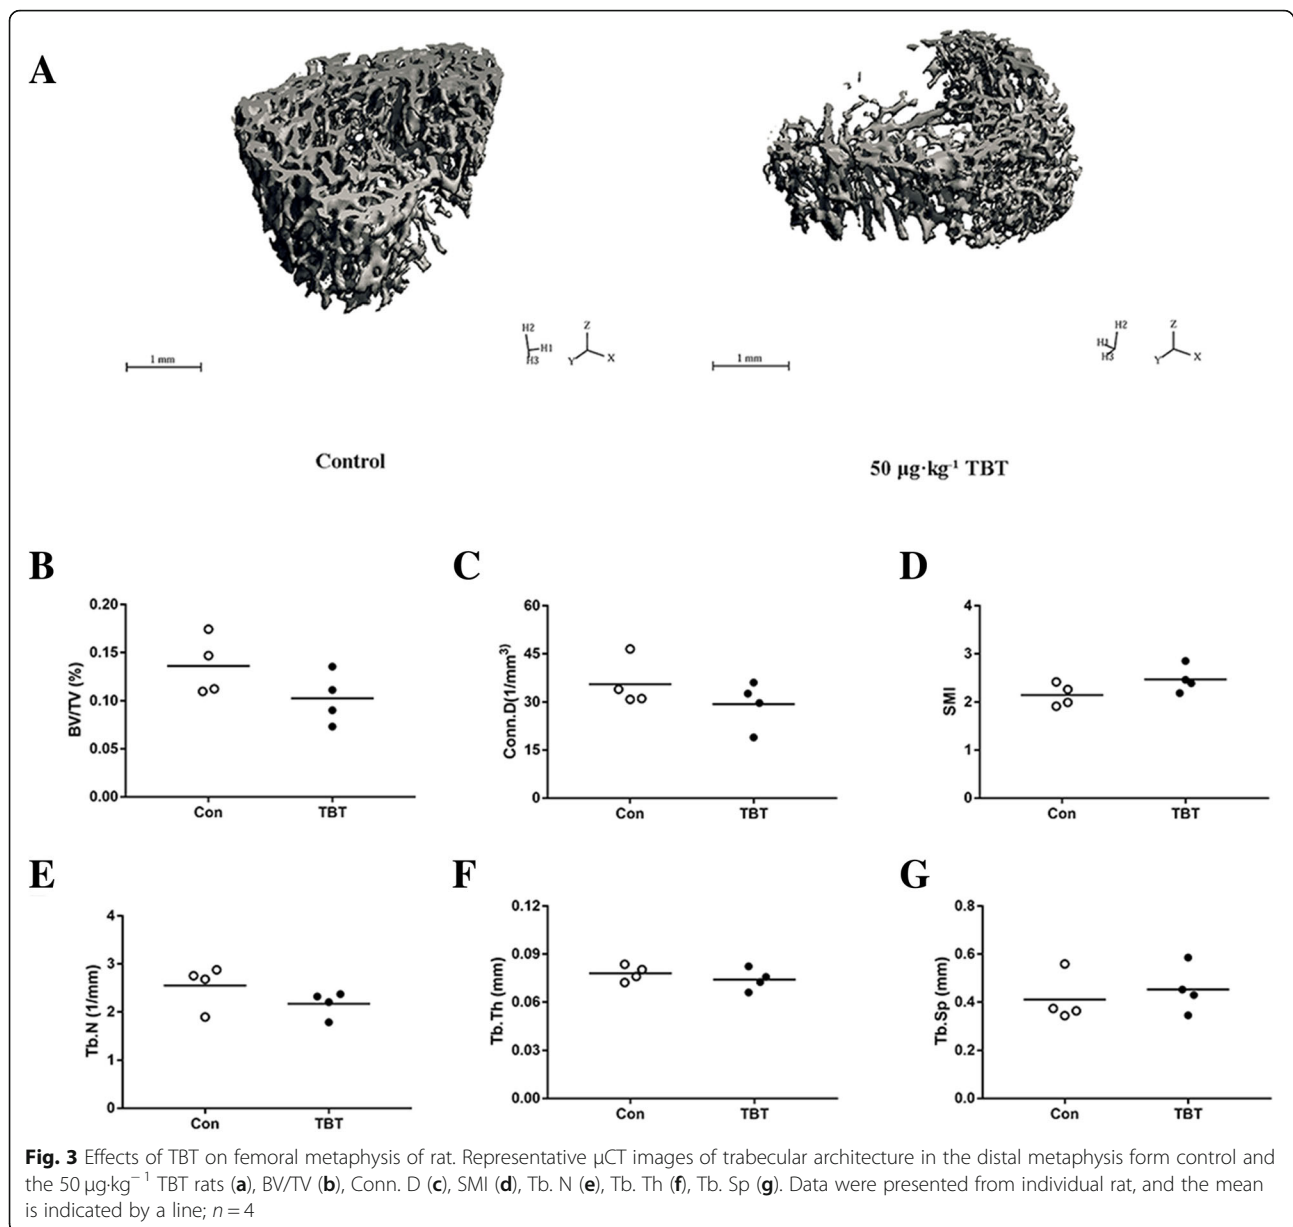 A
H2
H1
H3
Z
Y
X
1 mm
H2
H1
H3
Z
Y
X
1 mm
Control
50 µg·kg⁻¹ TBT
B
BV/TV (%)
0.20
0.15
0.10
0.05
0.00
Con
TBT
C
Conn.D(1/mm³)
60
45
30
15
0
Con
TBT
D
SMI
4
3
2
1
0
Con
TBT
E
Tb.N (1/mm)
4
3
2
1
0
Con
TBT
F
Tb.Th (mm)
0.12
0.09
0.06
0.03
0.00
Con
TBT
G
Tb.Sp (mm)
0.8
0.6
0.4
0.2
0.0
Con
TBT
Fig. 3 Effects of TBT on femoral metaphysis of rat. Representative µCT images of trabecular architecture in the distal metaphysis form control and
the 50 µg·kg⁻¹ TBT rats (a), BV/TV (b), Conn. D (c), SMI (d), Tb. N (e), Tb. Th (f), Tb. Sp (g). Data were presented from individual rat, and the mean
is indicated by a line; n = 4